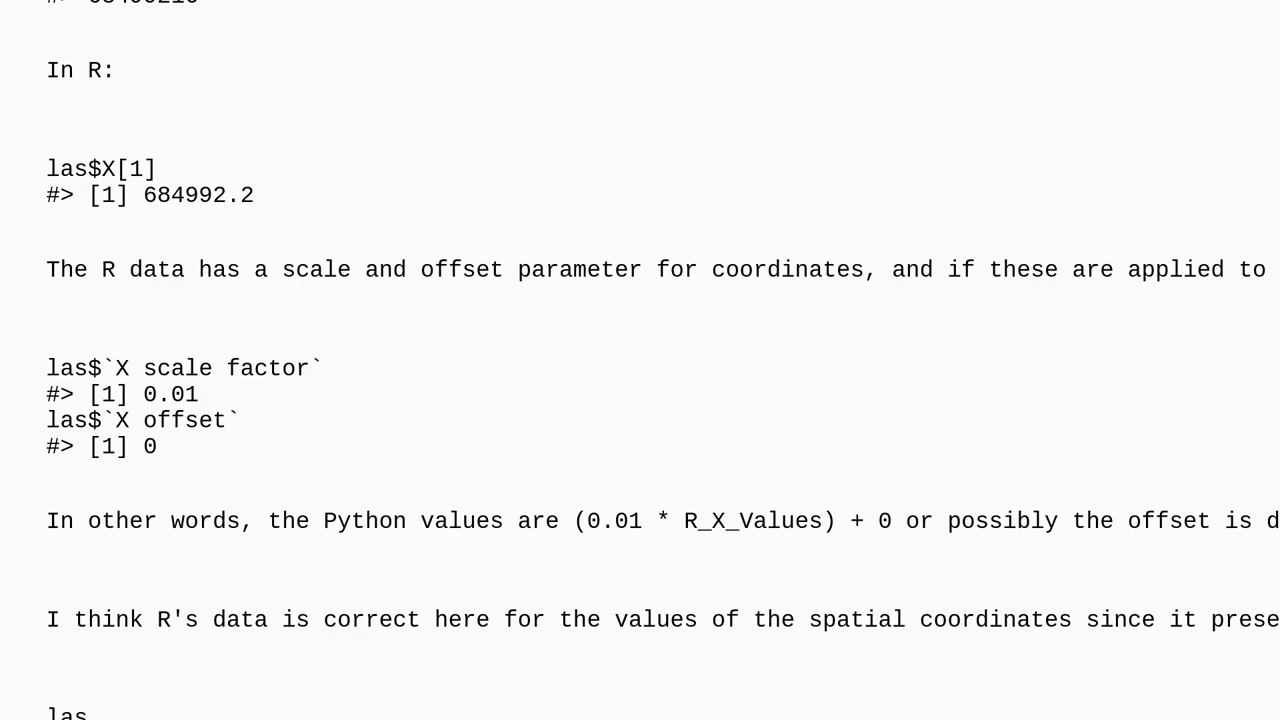 In R:
las$X[1]
#> [1] 684992.2
The R data has a scale and offset parameter for coordinates, and if these are applied to
las$`X scale factor`
#> [1] 0.01
las$`X offset`
#> [1] 0
In other words, the Python values are (0.01 * R_X_Values) + 0 or possibly the offset is d
I think R's data is correct here for the values of the spatial coordinates since it prese
las